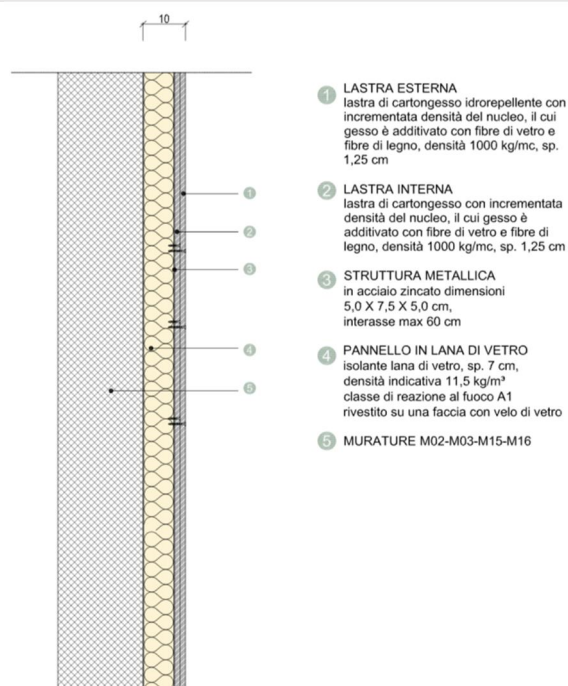 10
1 LASTRA ESTERNA
lastra di cartongesso idrorepellente con
incrementata densità del nucleo, il cui
gesso è additivato con fibre di vetro e
fibre di legno, densità 1000 kg/mc, sp.
1,25 cm
2 LASTRA INTERNA
lastra di cartongesso con incrementata
densità del nucleo, il cui gesso è
additivato con fibre di vetro e fibre di
legno, densità 1000 kg/mc, sp. 1,25 cm
3 STRUTTURA METALLICA
in acciaio zincato dimensioni
5,0 X 7,5 X 5,0 cm,
interasse max 60 cm
4 PANNELLO IN LANA DI VETRO
isolante lana di vetro, sp. 7 cm,
densità indicativa 11,5 kg/m³
classe di reazione al fuoco A1
rivestito su una faccia con velo di vetro
5 MURATURE M02-M03-M15-M16
1
2
3
4
5